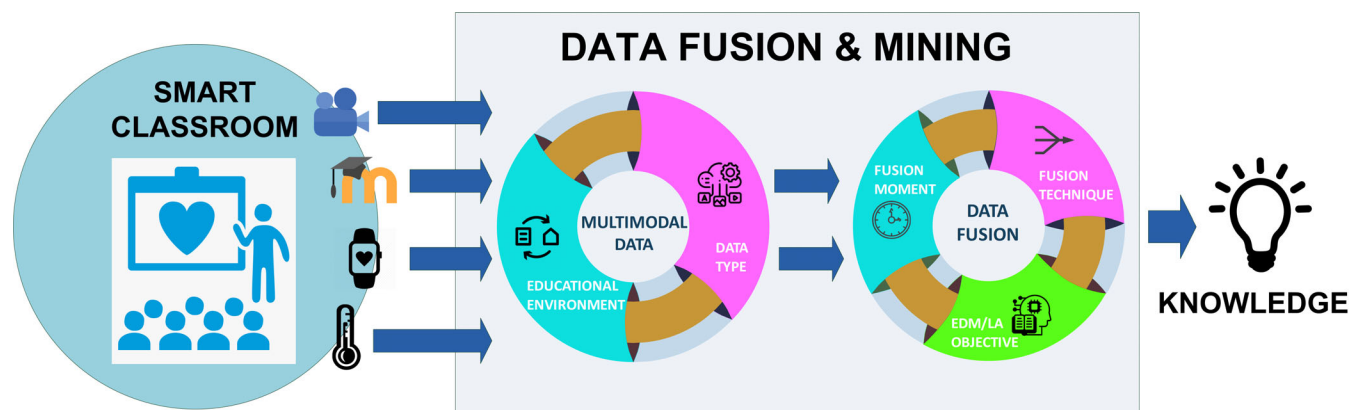 SMART
CLASSROOM
m
DATA FUSION & MINING
MULTIMODAL
DATA
DATA
TYPE
EDUCATIONAL
ENVIRONMENT
A
FUSION
MOMENT
FUSION
TECHNIQUE
DATA
FUSION
EDM/LA
OBJECTIVE
KNOWLEDGE